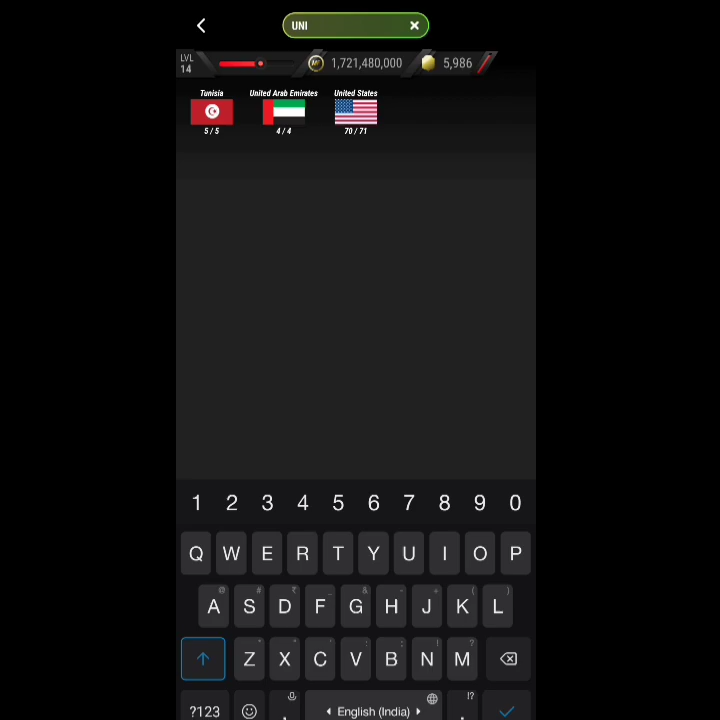 UNI
LVL
14
1,721,480,000
5,986
Tunisia
United Arab Emirates
United States
5 / 5
4 / 4
70 / 71
1 2 3 4 5 6 7 8 9 0
Q W E R T Y U I O P
@ # ₹ _ & - + ( )
A S D F G H J K L
* " ' : ; ! ?
Z X C V B N M
?123 , English (India) . !?